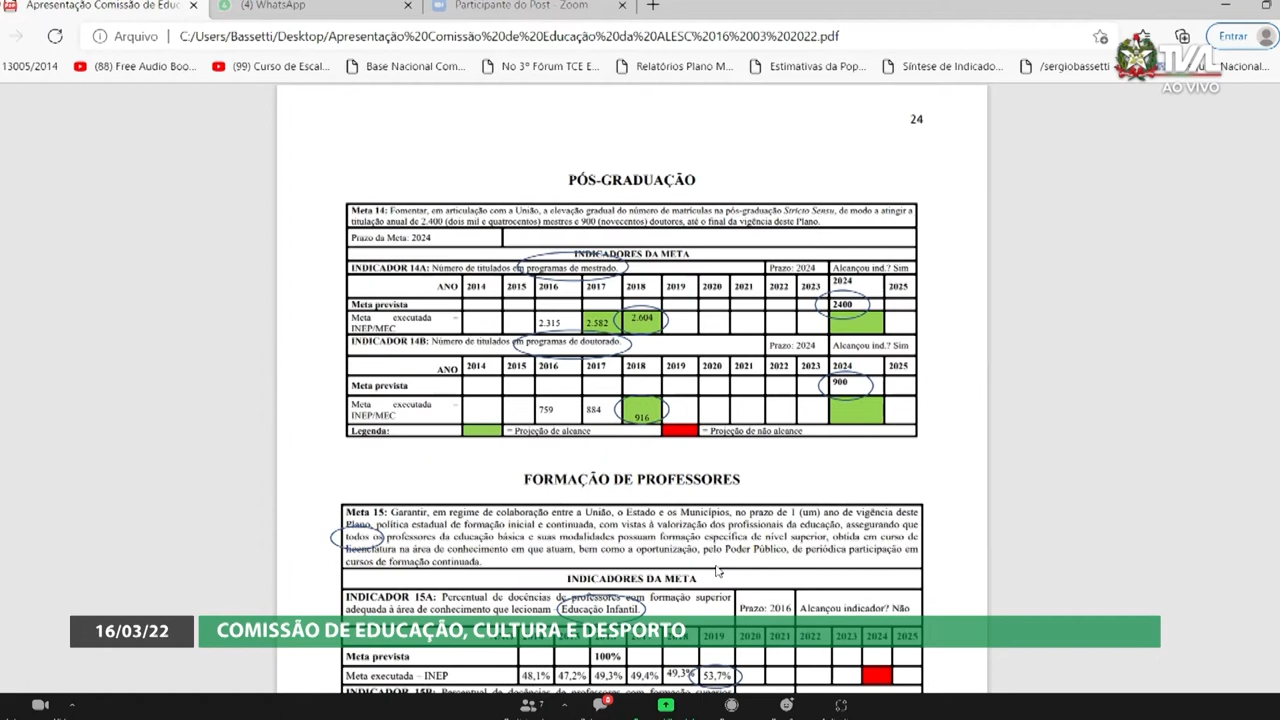 Apresentação Comissão de Educ
(4) WhatsApp
Participante do Post - Zoom
Arquivo
C:/Users/Bassetti/Desktop/Apresentação%20Comissão%20de%20Educação%20da%20ALESC%2016%2003%202022.pdf
Entrar
13005/2014
(88) Free Audio Boo...
(99) Curso de Escal...
Base Nacional Com...
No 3º Fórum TCE E...
Relatórios Plano M...
Estimativas da Pop...
Síntese de Indicado...
/sergiobassetti
Nacional...
TVAL
AO VIVO
24
PÓS-GRADUAÇÃO
Meta 14: Fomentar, em articulação com a União, a elevação gradual do número de matrículas na pós-graduação Stricto Sensu, de modo a atingir a
titulação anual de 2.400 (dois mil e quatrocentos) mestres e 900 (novecentos) doutores, até o final da vigência deste Plano.
Prazo da Meta: 2024
INDICADORES DA META
INDICADOR 14A: Número de titulados em programas de mestrado. Prazo: 2024 Alcançou ind.? Sim
ANO 2014 2015 2016 2017 2018 2019 2020 2021 2022 2023 2024 2025
Meta prevista 2400
Meta executada –
INEP/MEC 2.315 2.582 2.604
INDICADOR 14B: Número de titulados em programas de doutorado. Prazo: 2024 Alcançou ind.? Sim
ANO 2014 2015 2016 2017 2018 2019 2020 2021 2022 2023 2024 2025
Meta prevista 900
Meta executada –
INEP/MEC 759 884 916
Legenda: = Projeção de alcance = Projeção de não alcance
FORMAÇÃO DE PROFESSORES
Meta 15: Garantir, em regime de colaboração entre a União, o Estado e os Municípios, no prazo de 1 (um) ano de vigência deste
Plano, política estadual de formação inicial e continuada, com vistas à valorização dos profissionais da educação, assegurando que
todos os professores da educação básica e suas modalidades possuam formação específica de nível superior, obtida em curso de
licenciatura na área de conhecimento em que atuam, bem como a oportunização, pelo Poder Público, de periódica participação em
cursos de formação continuada.
INDICADORES DA META
INDICADOR 15A: Percentual de docências de professores com formação superior
adequada à área de conhecimento que lecionam Educação Infantil. Prazo: 2016 Alcançou indicador? Não
16/03/22
COMISSÃO DE EDUCAÇÃO, CULTURA E DESPORTO
2019 2020 2021 2022 2023 2024 2025
Meta prevista 100%
Meta executada – INEP 48,1% 47,2% 49,3% 49,4% 49,3% 53,7%
INDICADOR 15B: Percentual de docências de professores com formação superior
7
8